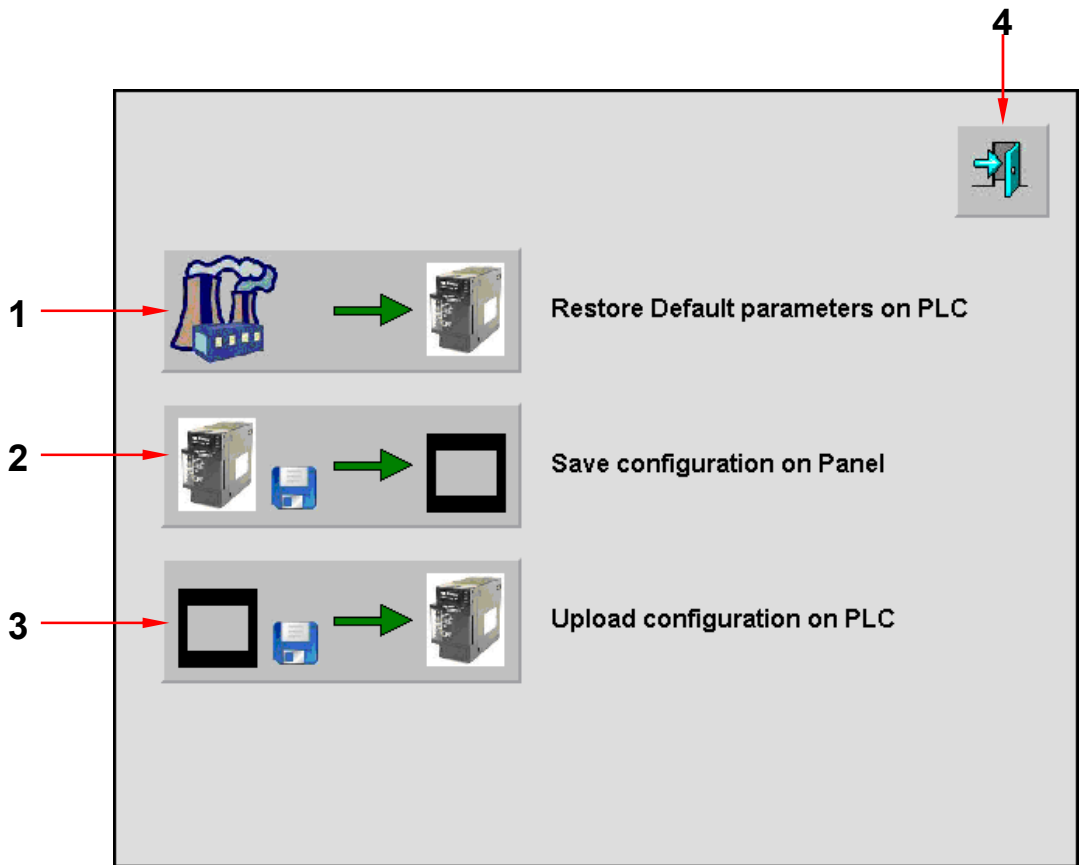 4
1
Restore Default parameters on PLC
2
Save configuration on Panel
3
Upload configuration on PLC